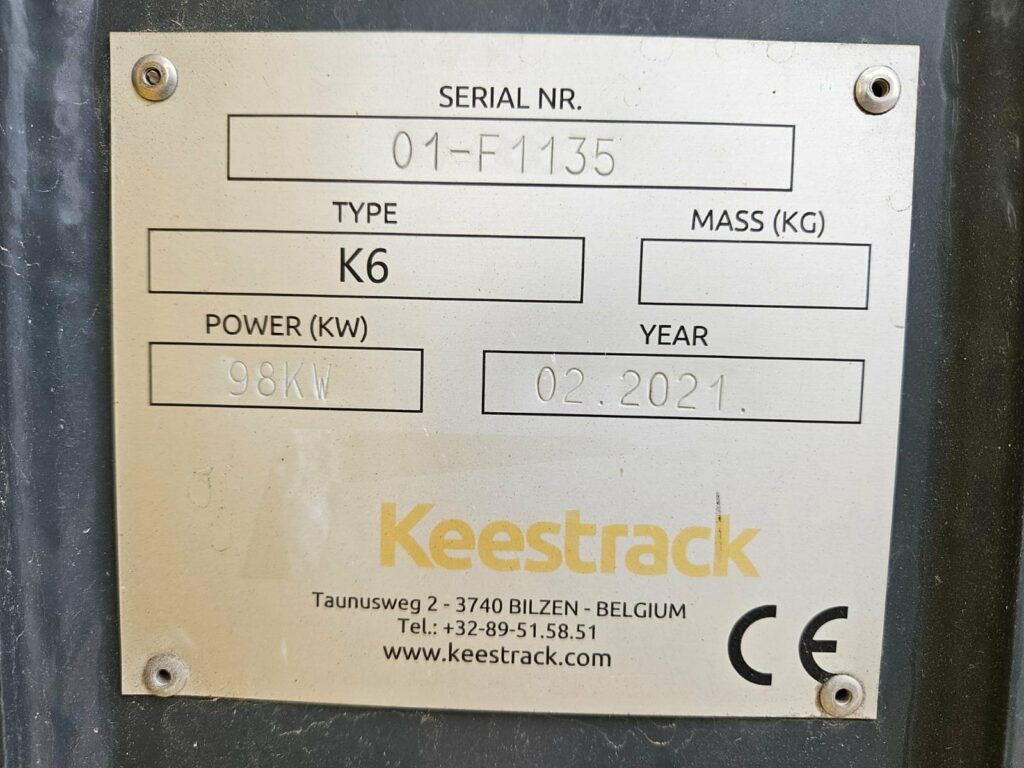 SERIAL NR.
01-F1135
TYPE
MASS (KG)
K6
POWER (KW)
YEAR
98KW
02.2021.
Keestrack
Taunusweg 2 - 3740 BILZEN - BELGIUM
Tel.: +32-89-51.58.51
www.keestrack.com
CE